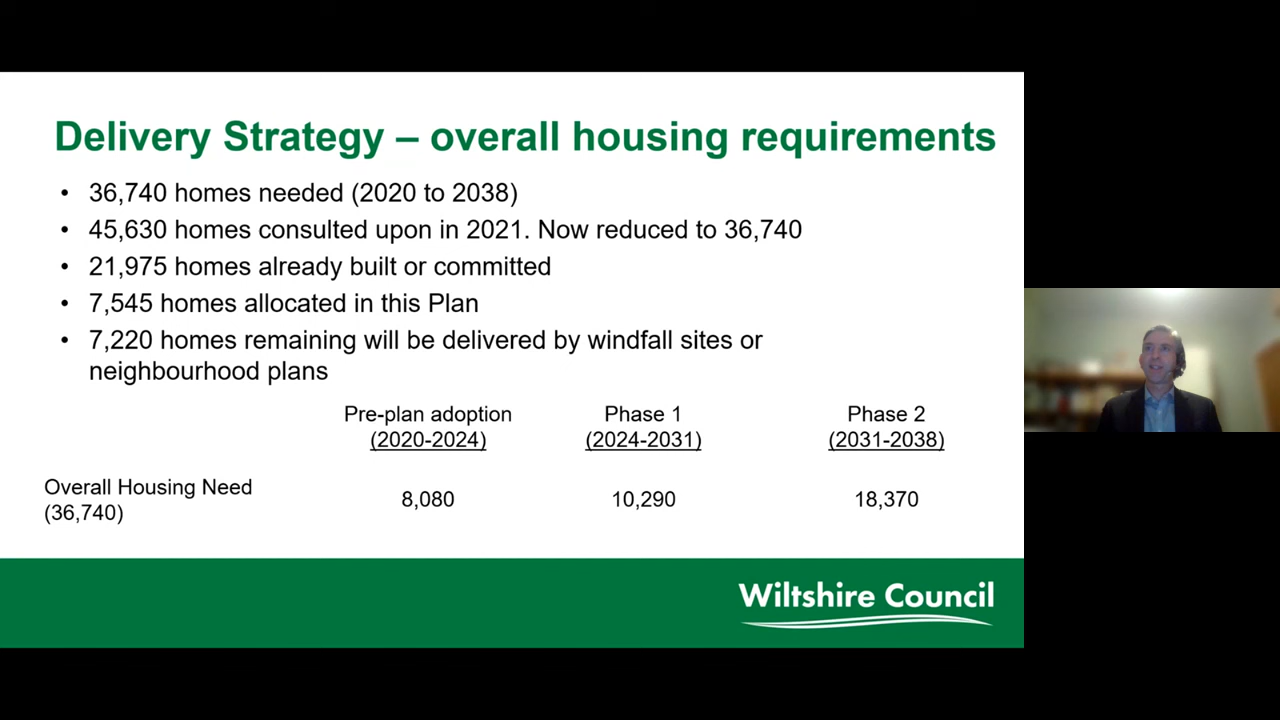 Delivery Strategy – overall housing requirements
• 36,740 homes needed (2020 to 2038)
• 45,630 homes consulted upon in 2021. Now reduced to 36,740
• 21,975 homes already built or committed
• 7,545 homes allocated in this Plan
• 7,220 homes remaining will be delivered by windfall sites or
neighbourhood plans
Pre-plan adoption Phase 1 Phase 2
(2020-2024) (2024-2031) (2031-2038)
Overall Housing Need
(36,740) 8,080 10,290 18,370
Wiltshire Council